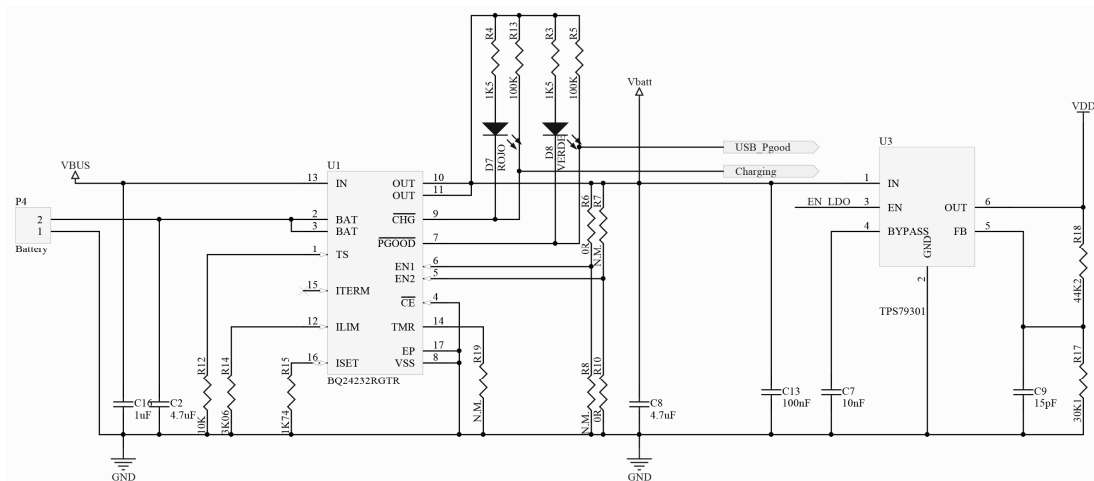 R4
R13
R3
R5
1K5
100K
1K5
100K
Vbatt
VDD
D7
ROJO
D8
VERDE
USB_Pgood
Charging
U3
VBUS
U1
P4
2
1
Battery
13
IN
2
BAT
3
BAT
1
TS
15
ITERM
12
ILIM
16
ISET
OUT
10
OUT
11
CHG
9
PGOOD
7
EN1
6
EN2
5
CE
4
TMR
14
EP
17
VSS
8
BQ24232RGTR
R6
0R
R7
N.M.
1
IN
EN_LDO
3
EN
4
BYPASS
GND
2
OUT
6
FB
5
TPS79301
R18
44K2
C16
1uF
C2
4.7uF
R12
10K
R14
3K06
R15
1K74
R19
N.M.
R8
N.M.
R10
0R
C8
4.7uF
C13
100nF
C7
10nF
C9
15pF
R17
30K1
GND
GND